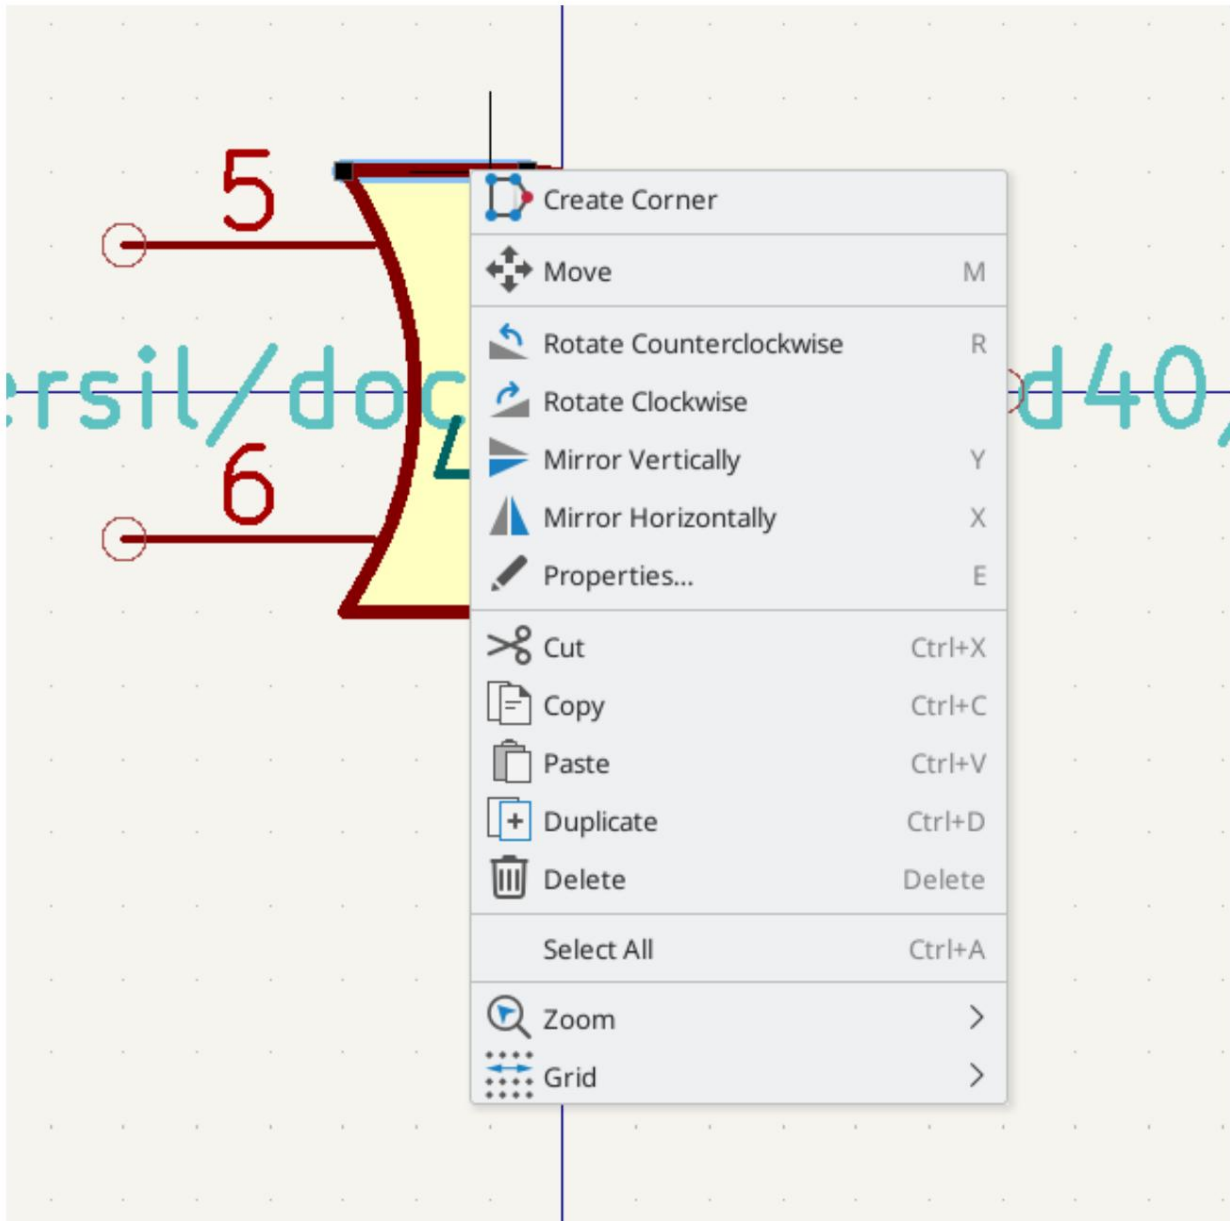 5
Create Corner
Move M
Rotate Counterclockwise R
ersil/doc d40/
Rotate Clockwise
Mirror Vertically Y
6
Mirror Horizontally X
Properties... E
Cut Ctrl+X
Copy Ctrl+C
Paste Ctrl+V
Duplicate Ctrl+D
Delete Delete
Select All Ctrl+A
Zoom
Grid